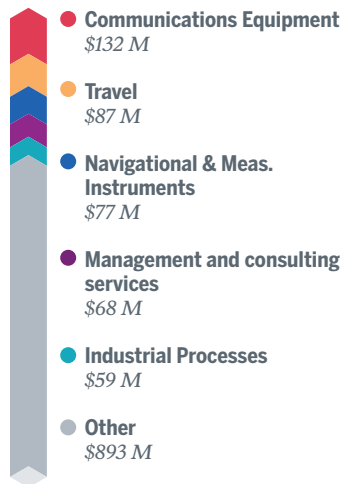 Communications Equipment
$132 M
Travel
$87 M
Navigational & Meas.
Instruments
$77 M
Management and consulting
services
$68 M
Industrial Processes
$59 M
Other
$893 M